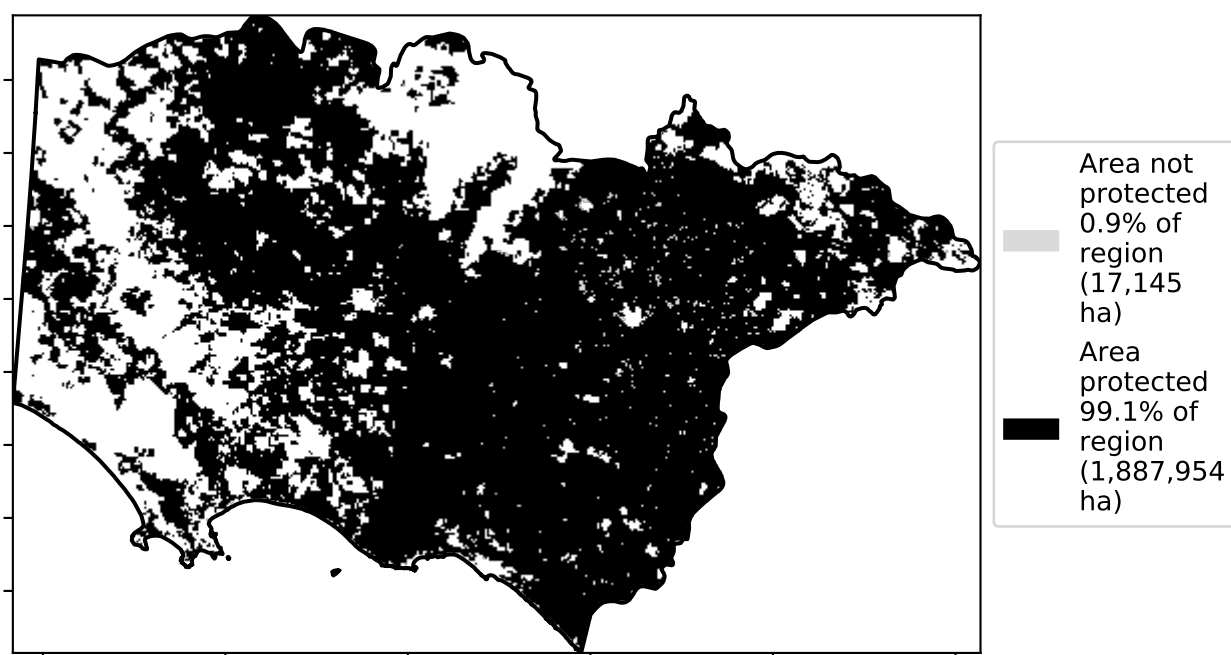 Area not
protected
0.9% of
region
(17,145
ha)
Area
protected
99.1% of
region
(1,887,954
ha)